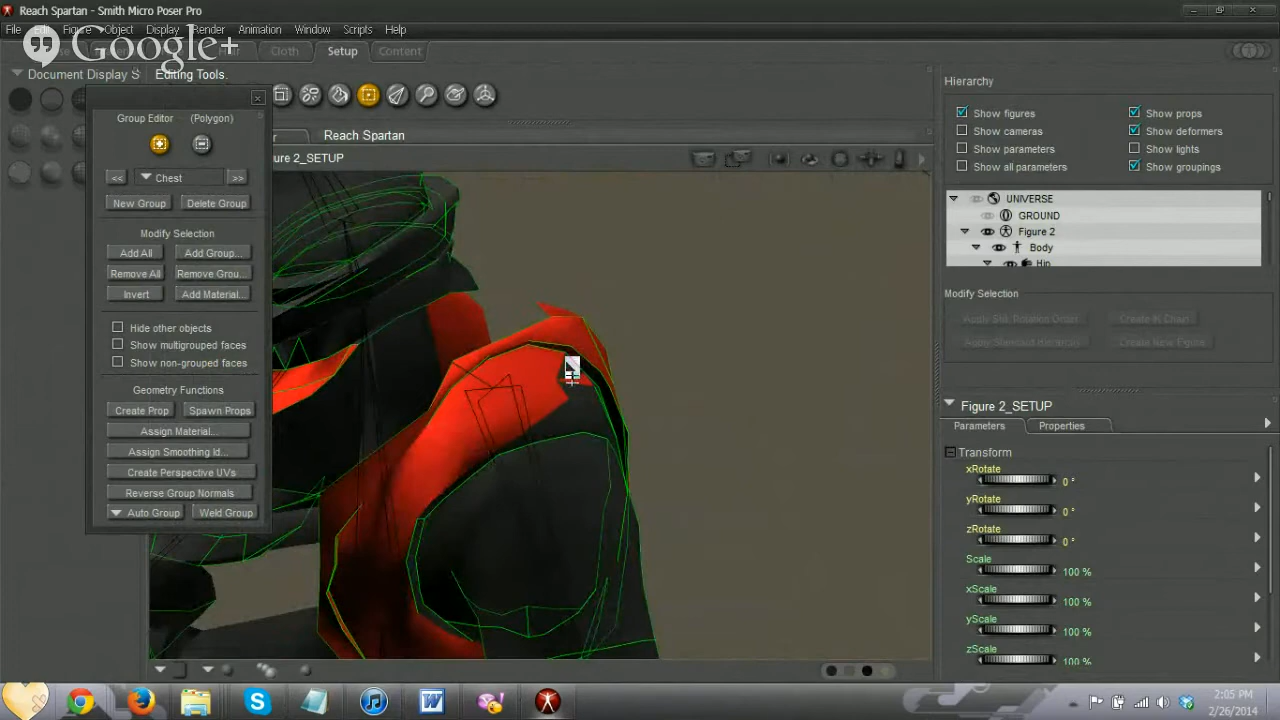 Reach Spartan - Smith Micro Poser Pro
File Edit Figure Object Display Render Animation Window Scripts Help
Google+
Cloth Setup Content
Document Display S
Editing Tools.
Group Editor (Polygon)
<< Chest >>
New Group Delete Group
Modify Selection
Add All Add Group...
Remove All Remove Grou...
Invert Add Material...
Hide other objects
Show multigrouped faces
Show non-grouped faces
Geometry Functions
Create Prop Spawn Props
Assign Material...
Assign Smoothing Id...
Create Perspective UVs
Reverse Group Normals
Auto Group Weld Group
Reach Spartan
ure 2_SETUP
Hierarchy
Show figures Show props
Show cameras Show deformers
Show parameters Show lights
Show all parameters Show groupings
UNIVERSE
GROUND
Figure 2
Body
Hip
Modify Selection
Apply Std. Rotation Order Create IK Chain
Apply Standard Hierarchy Create New Figure
Figure 2_SETUP
Parameters Properties
Transform
xRotate
0 °
yRotate
0 °
zRotate
0 °
Scale
100 %
xScale
100 %
yScale
100 %
zScale
100 %
2:05 PM
2/26/2014